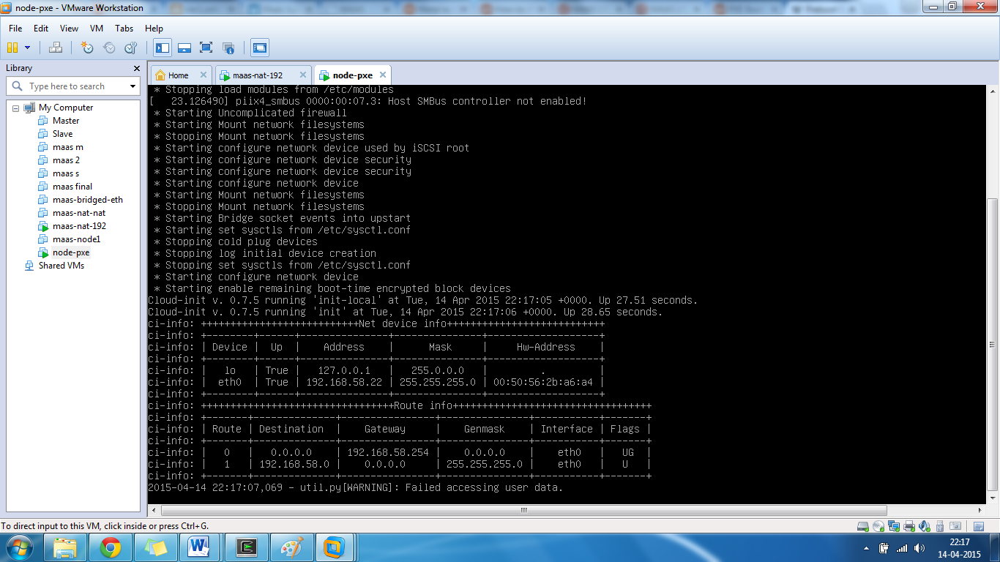 node-pxe - VMware Workstation
File Edit View VM Tabs Help
Library
Type here to search
My Computer
Master
Slave
maas m
maas 2
maas s
maas final
maas-bridged-eth
maas-nat-nat
maas-nat-192
maas-node1
node-pxe
Shared VMs
Home maas-nat-192 node-pxe
* Stopping load modules from /etc/modules
[   23.126490] piix4_smbus 0000:00:07.3: Host SMBus controller not enabled!
* Starting Uncomplicated firewall
* Starting Mount network filesystems
* Stopping Mount network filesystems
* Starting configure network device used by iSCSI root
* Starting configure network device security
* Starting configure network device security
* Starting configure network device
* Starting Mount network filesystems
* Stopping Mount network filesystems
* Starting Bridge socket events into upstart
* Starting set sysctls from /etc/sysctl.conf
* Stopping cold plug devices
* Stopping log initial device creation
* Stopping set sysctls from /etc/sysctl.conf
* Starting configure network device
* Starting enable remaining boot-time encrypted block devices
Cloud-init v. 0.7.5 running 'init-local' at Tue, 14 Apr 2015 22:17:05 +0000. Up 27.51 seconds.
Cloud-init v. 0.7.5 running 'init' at Tue, 14 Apr 2015 22:17:06 +0000. Up 28.65 seconds.
ci-info: +++++++++++++++++++++++++++Net device info+++++++++++++++++++++++++++
ci-info: +--------+------+----------------+---------------+-------------------+
ci-info: | Device |  Up  |    Address     |      Mask     |     Hw-Address    |
ci-info: +--------+------+----------------+---------------+-------------------+
ci-info: |   lo   | True |   127.0.0.1    |   255.0.0.0   |         .         |
ci-info: |  eth0  | True | 192.168.58.22 | 255.255.255.0 | 00:50:56:2b:a6:a4 |
ci-info: +--------+------+----------------+---------------+-------------------+
ci-info: +++++++++++++++++++++++++++++++++Route info++++++++++++++++++++++++++++++++++
ci-info: +-------+--------------+----------------+---------------+-----------+-------+
ci-info: | Route | Destination  |    Gateway     |    Genmask    | Interface | Flags |
ci-info: +-------+--------------+----------------+---------------+-----------+-------+
ci-info: |   0   |   0.0.0.0    | 192.168.58.254 |    0.0.0.0    |    eth0   |   UG  |
ci-info: |   1   | 192.168.58.0 |    0.0.0.0     | 255.255.255.0 |    eth0   |   U   |
ci-info: +-------+--------------+----------------+---------------+-----------+-------+
2015-04-14 22:17:07,069 - util.py[WARNING]: Failed accessing user data.
To direct input to this VM, click inside or press Ctrl+G.
22:17
14-04-2015